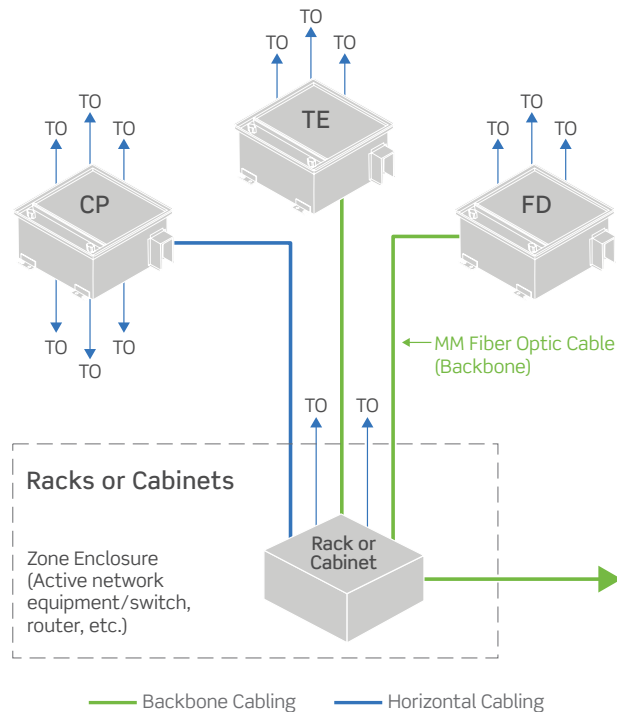 TO
TO
TO
TE
TO
TO
TO
CP
TO
TO
TO
TO
TO
TO
FD
MM Fiber Optic Cable
(Backbone)
TO
TO
Racks or Cabinets
Zone Enclosure
(Active network
equipment/switch,
router, etc.)
Rack or
Cabinet
Backbone Cabling
Horizontal Cabling